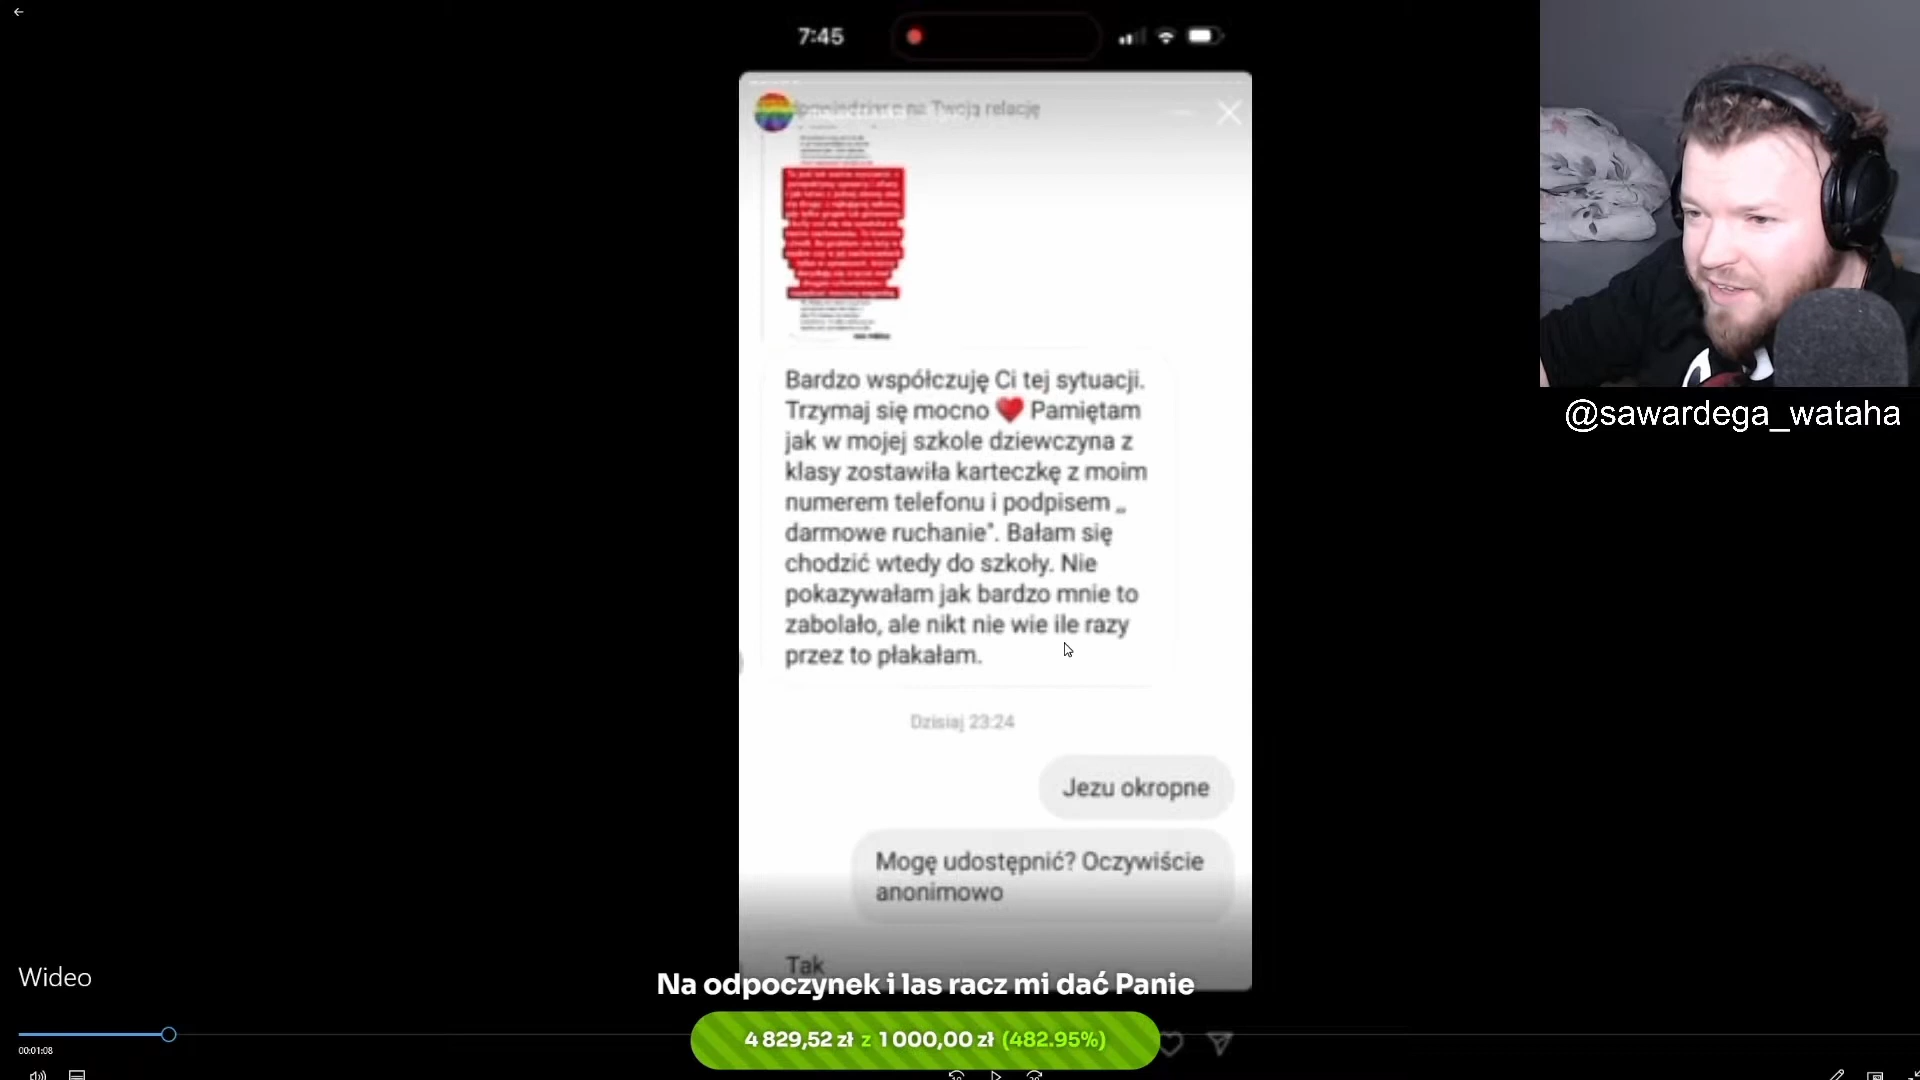 7:45
na Twoją relację
Bardzo współczuję Ci tej sytuacji.
Trzymaj się mocno ❤️ Pamiętam
jak w mojej szkole dziewczyna z
klasy zostawiła karteczkę z moim
numerem telefonu i podpisem „
darmowe ruchanie". Bałam się
chodzić wtedy do szkoły. Nie
pokazywałam jak bardzo mnie to
zabolało, ale nikt nie wie ile razy
przez to płakałam.
Dzisiaj 23:24
Jezu okropne
Mogę udostępnić? Oczywiście
anonimowo
Tak
@sawardega_wataha
Wideo
Na odpoczynek i las racz mi dać Panie
4 829,52 zł z 1 000,00 zł (482.95%)
00:01:08